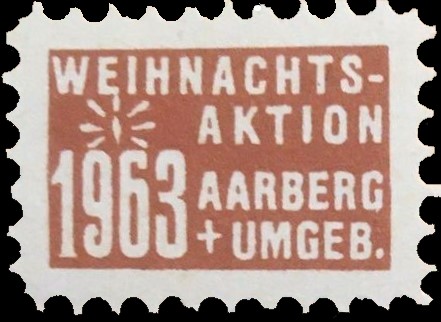 WEIHNACHTS-
AKTION
1963 AARBERG
+ UMGEB.